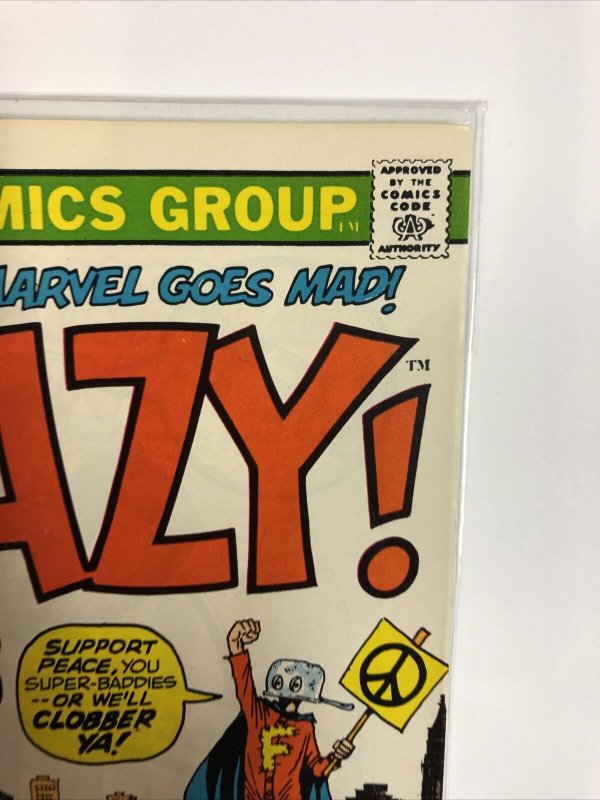 MICS GROUP TM
APPROVED
BY THE
COMICS
CODE
CA
AUTHORITY
MARVEL GOES MAD!
AZY! TM
SUPPORT
PEACE, YOU
SUPER-BADDIES
--OR WE'LL
CLOBBER
YA!
F